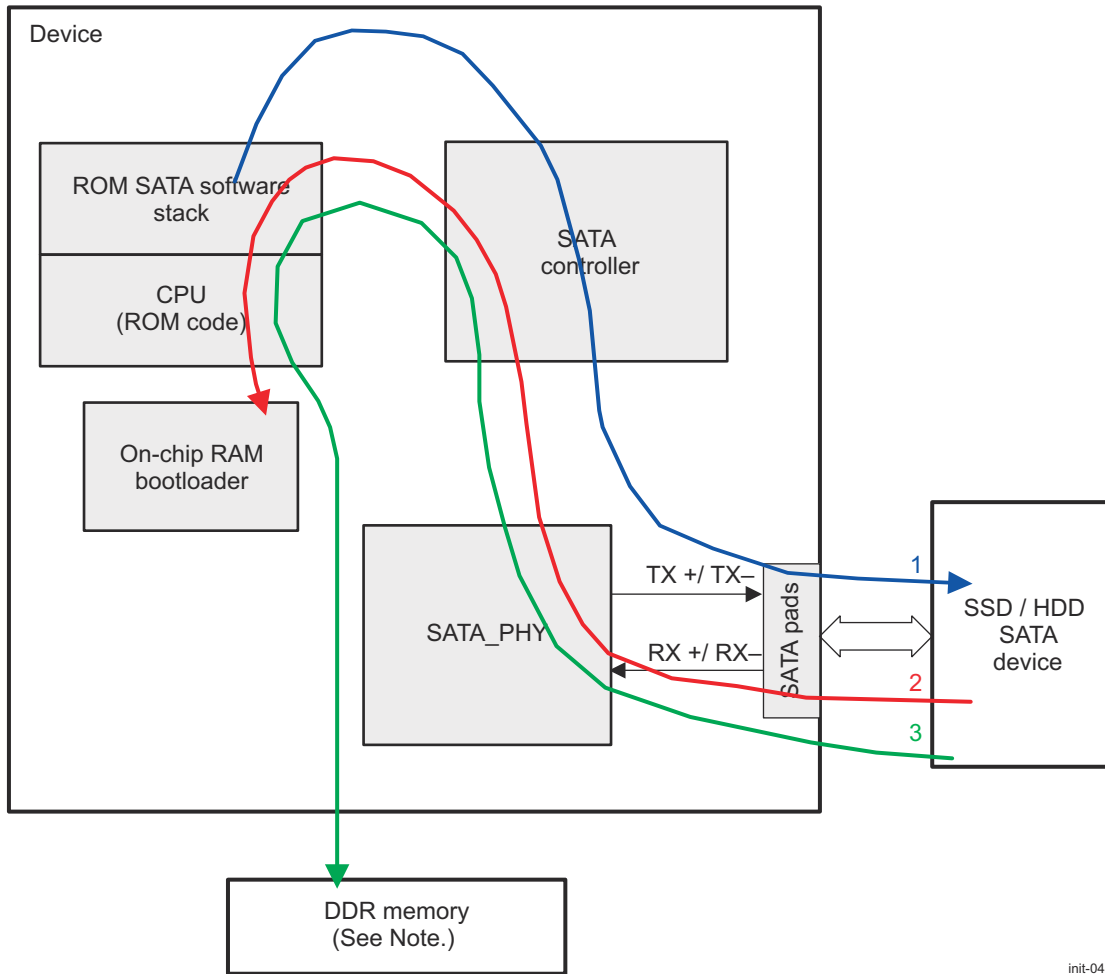 Device
ROM SATA software
stack
SATA
controller
CPU
(ROM code)
On-chip RAM
bootloader
TX +/ TX–
SATA pads
1
SSD / HDD
SATA
device
SATA_PHY
RX +/ RX–
2
3
DDR memory
(See Note.)
init-04